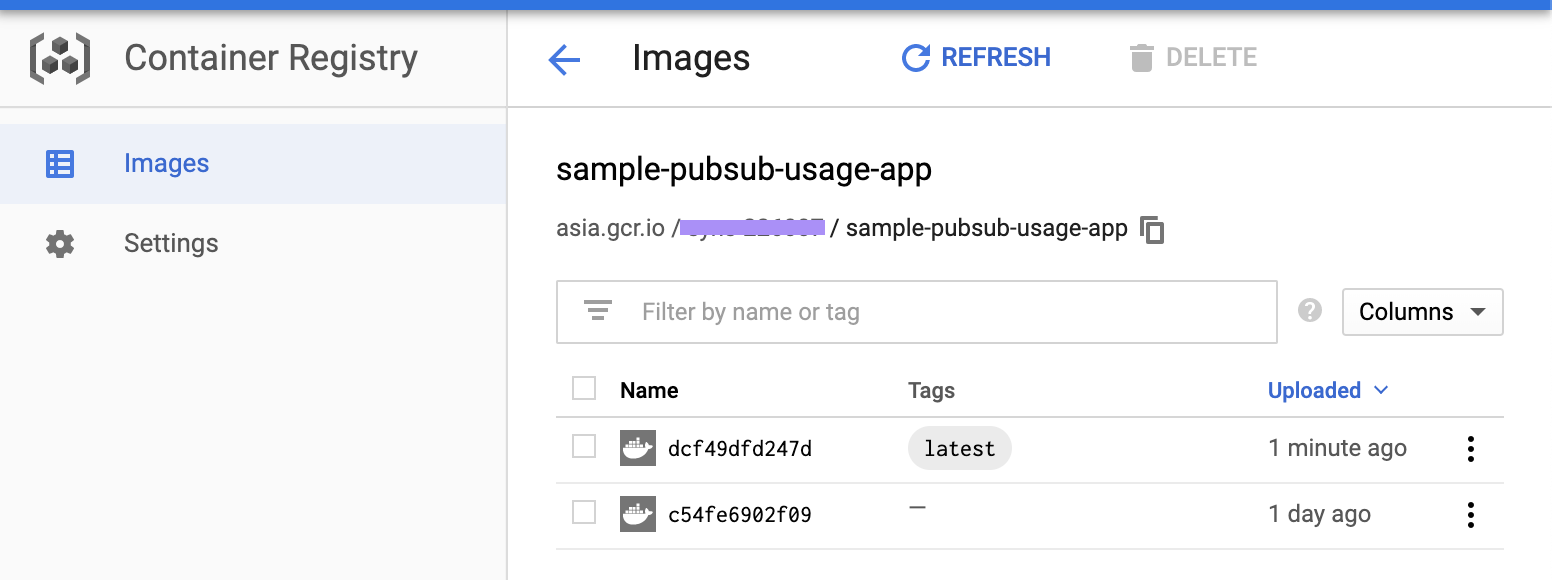 Container Registry
Images
REFRESH
DELETE
Images
Settings
sample-pubsub-usage-app
asia.gcr.io / / sample-pubsub-usage-app
Filter by name or tag
?
Columns
Name Tags Uploaded
dcf49dfd247d latest 1 minute ago
c54fe6902f09 — 1 day ago